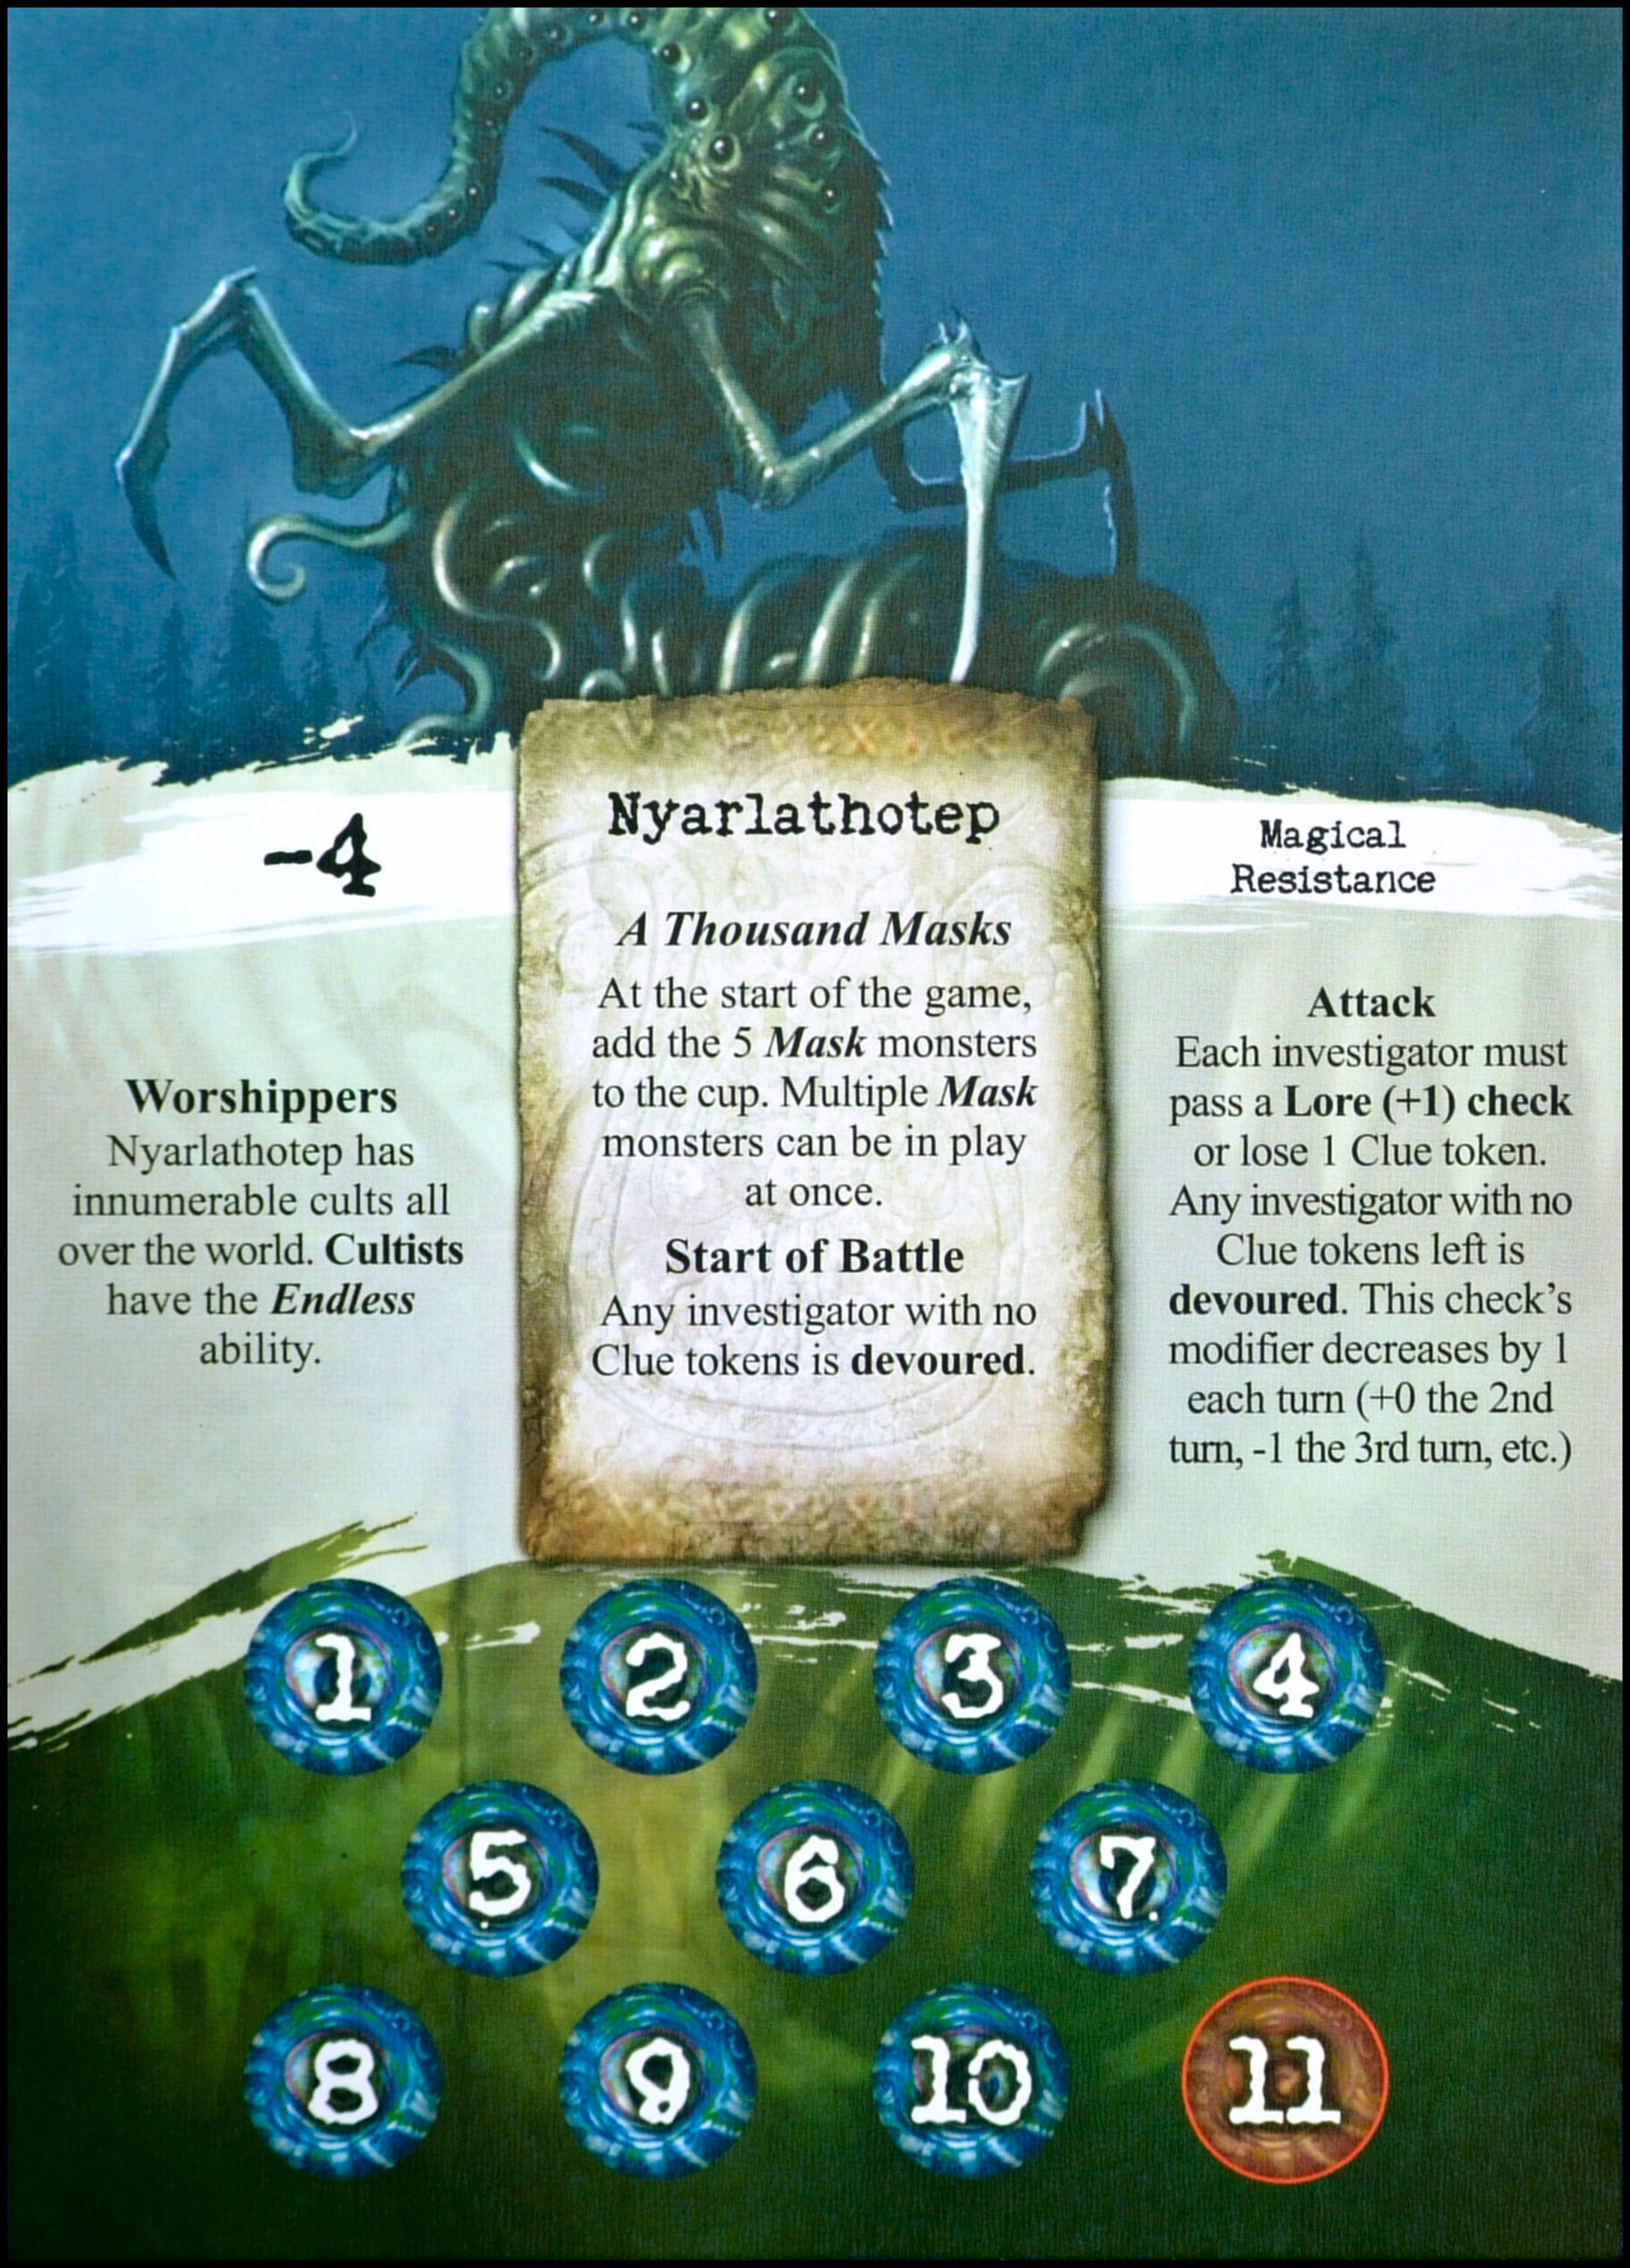 Nyarlathotep
-4
Magical
Resistance
A Thousand Masks
At the start of the game,
add the 5 Mask monsters
to the cup. Multiple Mask
monsters can be in play
at once.
Start of Battle
Any investigator with no
Clue tokens is devoured.
Worshippers
Nyarlathotep has
innumerable cults all
over the world. Cultists
have the Endless
ability.
Attack
Each investigator must
pass a Lore (+1) check
or lose 1 Clue token.
Any investigator with no
Clue tokens left is
devoured. This check's
modifier decreases by 1
each turn (+0 the 2nd
turn, -1 the 3rd turn, etc.)
1 2 3 4
5 6 7
8 9 10 11